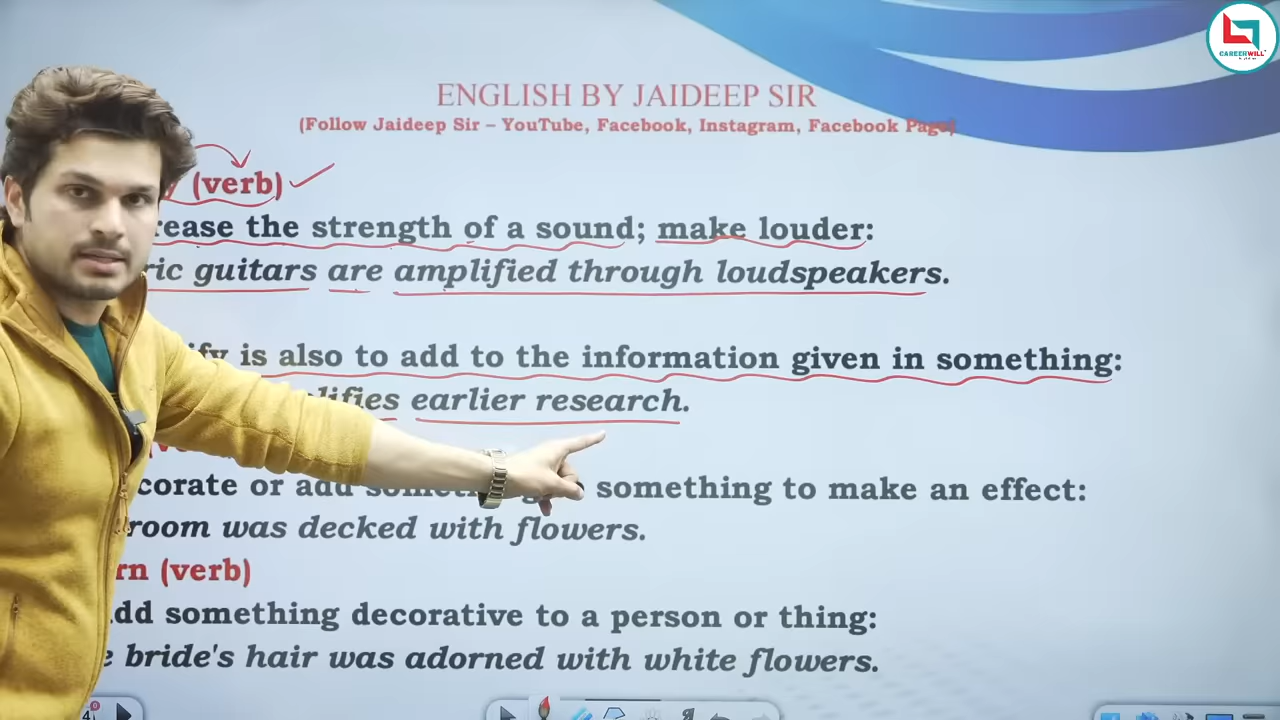 CAREERWILL
ENGLISH BY JAIDEEP SIR
(Follow Jaideep Sir – YouTube, Facebook, Instagram, Facebook Page)
(verb)
rease the strength of a sound; make louder:
ric guitars are amplified through loudspeakers.
ify is also to add to the information given in something:
lifies earlier research.
corate or add something to make an effect:
room was decked with flowers.
rn (verb)
dd something decorative to a person or thing:
e bride's hair was adorned with white flowers.